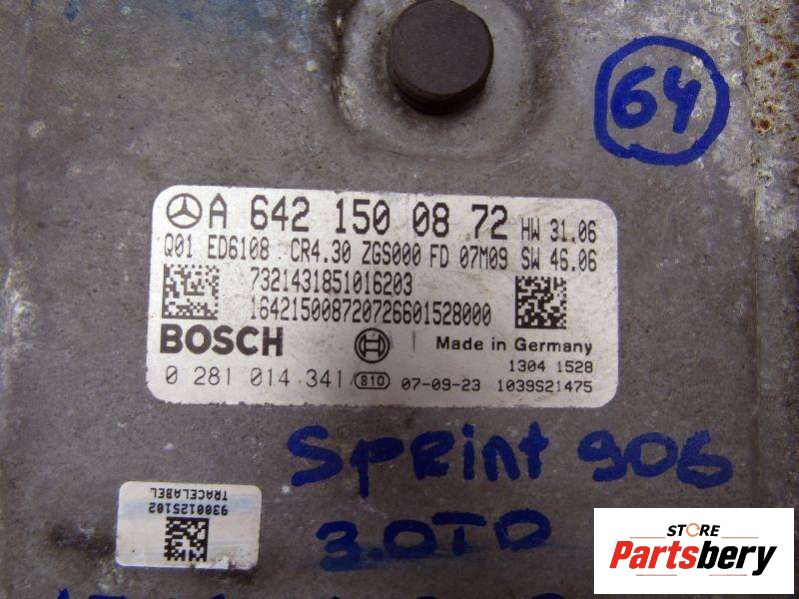 64
A 642 150 08 72 HW 31.06
Q01 ED6108 CR4.30 ZGS000 FD 07M09 SW 46.06
7321431851016203
164215008720726601528000
BOSCH Made in Germany
1304 1528
0 281 014 341 810 07-09-23 1039S21475
Sprint 906
3.0TD
9300125102
TRACELABEL
STORE
Partsbery